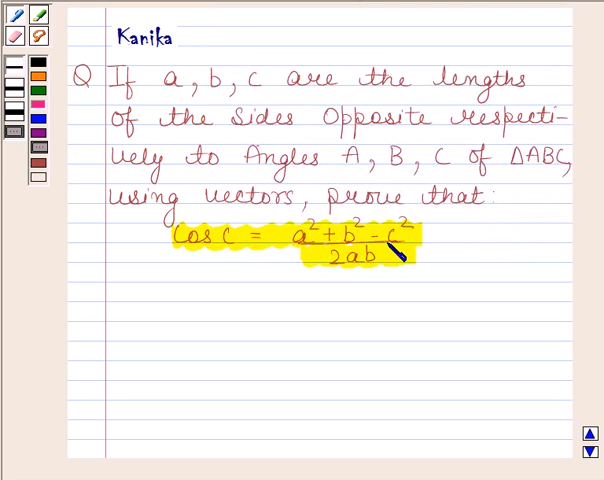 Kanika
Q If a, b, c are the lengths
of the Sides Opposite respecti-
vely to Angles A, B, C of ΔABC,
using vectors, prove that:
cos C = a² + b² - c²
2ab